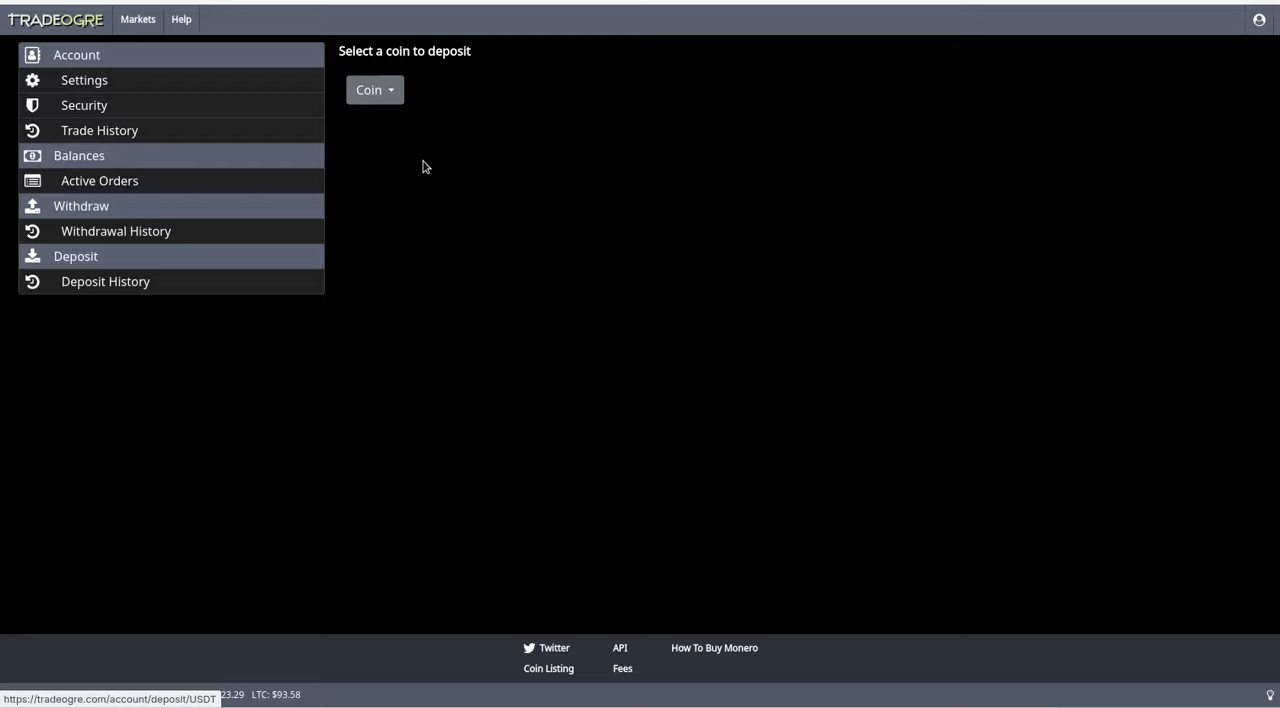 TRADEOGRE Markets Help
Account
Settings
Security
Trade History
Balances
Active Orders
Withdraw
Withdrawal History
Deposit
Deposit History
Select a coin to deposit
Coin
Twitter API How To Buy Monero
Coin Listing Fees
https://tradeogre.com/account/deposit/USDT 23.29 LTC: $93.58